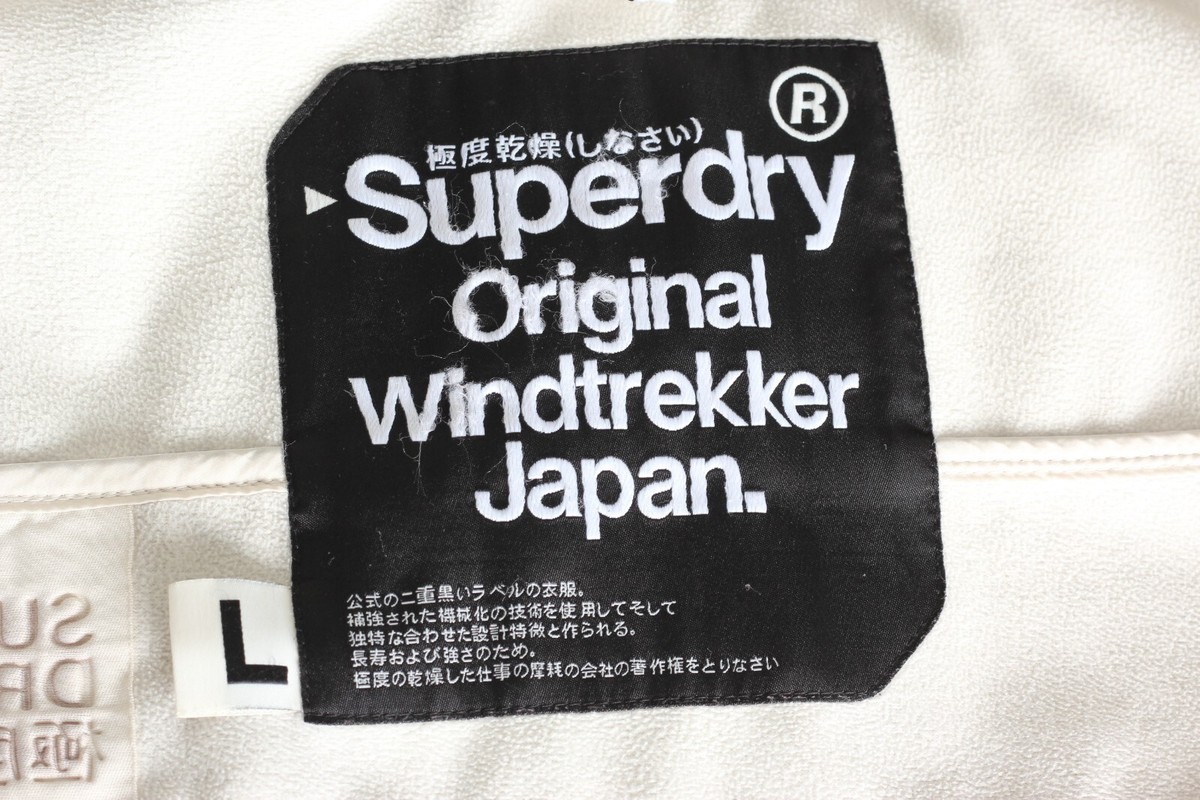 ®
極度乾燥(しなさい)
Superdry
Original
Windtrekker
Japan.
公式の二重黒いラベルの衣服。
補強された機械化の技術を使用してそして
独特な合わせた設計特徴と作られる。
長寿および強さのため。
極度の乾燥した仕事の摩耗の会社の著作権をとりなさい
L
SU
DR
極度